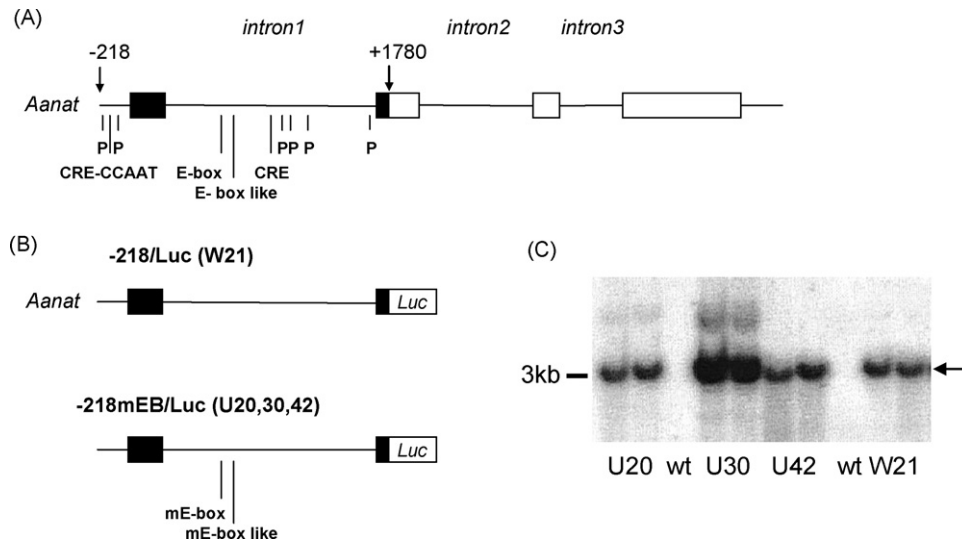 (A)
intron1
intron2
intron3
-218
+1780
Aanat
P P
PP P
P
CRE-CCAAT
E-box
CRE
E- box like
(B)
-218/Luc (W21)
Aanat
Luc
-218mEB/Luc (U20,30,42)
Luc
mE-box
mE-box like
(C)
3kb
U20 wt U30 U42 wt W21